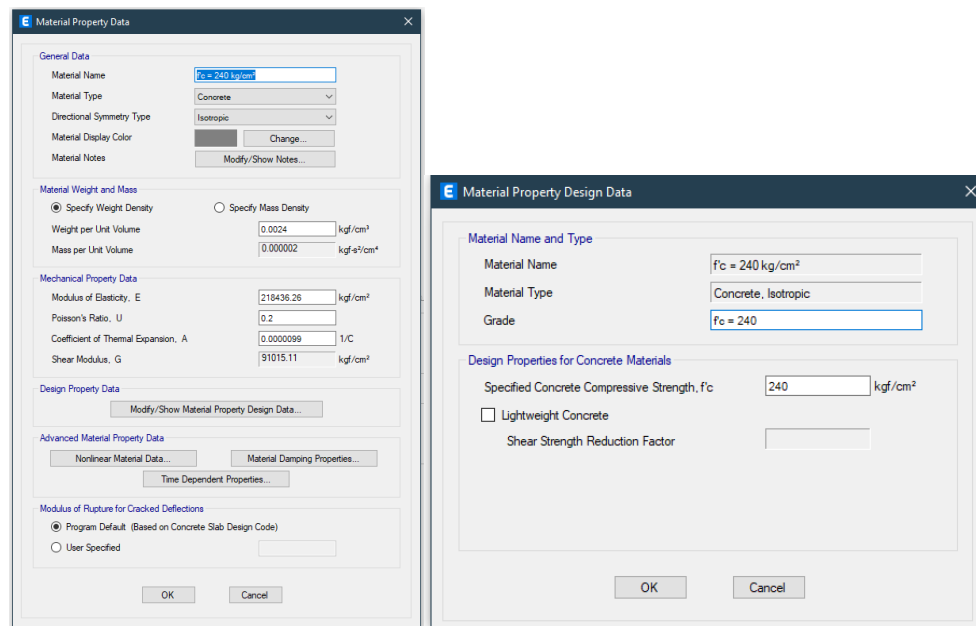 E Material Property Data
General Data
Material Name f'c = 240 kg/cm²
Material Type Concrete
Directional Symmetry Type Isotropic
Material Display Color Change...
Material Notes Modify/Show Notes...
Material Weight and Mass
Specify Weight Density Specify Mass Density
Weight per Unit Volume 0.0024 kgf/cm³
Mass per Unit Volume 0.000002 kgf-s²/cm⁴
Mechanical Property Data
Modulus of Elasticity, E 218436.26 kgf/cm²
Poisson's Ratio, U 0.2
Coefficient of Thermal Expansion, A 0.0000099 1/C
Shear Modulus, G 91015.11 kgf/cm²
Design Property Data
Modify/Show Material Property Design Data...
Advanced Material Property Data
Nonlinear Material Data... Material Damping Properties...
Time Dependent Properties...
Modulus of Rupture for Cracked Deflections
Program Default (Based on Concrete Slab Design Code)
User Specified
OK Cancel
E Material Property Design Data
Material Name and Type
Material Name f'c = 240 kg/cm²
Material Type Concrete, Isotropic
Grade f'c = 240
Design Properties for Concrete Materials
Specified Concrete Compressive Strength, f'c 240 kgf/cm²
Lightweight Concrete
Shear Strength Reduction Factor
OK Cancel